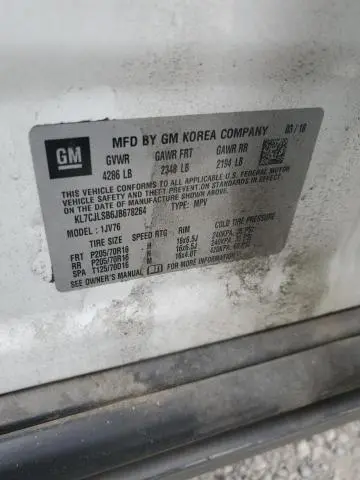 GM
MFD BY GM KOREA COMPANY 03/18
GVWR GAWR FRT GAWR RR
4286 LB 2348 LB 2194 LB
THIS VEHICLE CONFORMS TO ALL APPLICABLE U.S. FEDERAL MOTOR VEHICLE
SAFETY AND THEFT PREVENTION STANDARDS IN EFFECT ON
THE DATE OF MANUFACTURE SHOWN ABOVE.
KL7CJLSB6JB678264 TYPE: MPV
MODEL: 1JV76
TIRE SIZE SPEED RTG RIM COLD TIRE PRESSURE
FRT P205/70R16 H 16x6.5J 240KPA
RR P205/70R16 H 16x6.5J 240KPA
SPA T125/70D16 M 16x4.0T 420KPA
SEE OWNER'S MANUAL